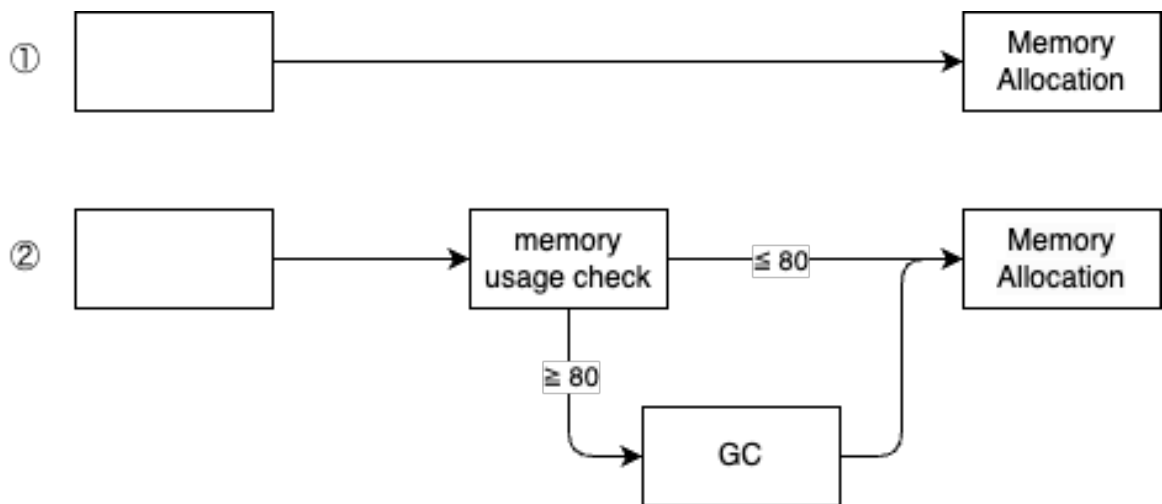 ①
Memory
Allocation
②
memory
usage check
≦ 80
Memory
Allocation
≧ 80
GC